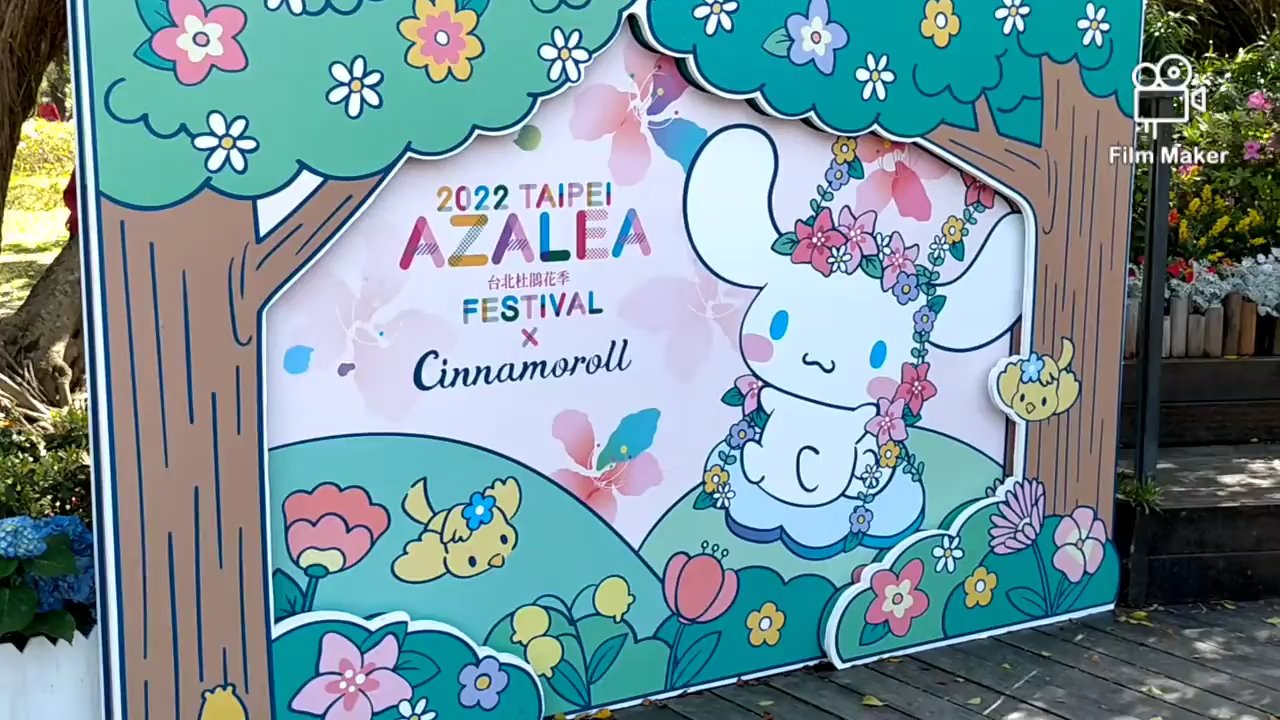 2022 TAIPEI
AZALEA
台北杜鵑花季
FESTIVAL
X
Cinnamoroll
Film Maker